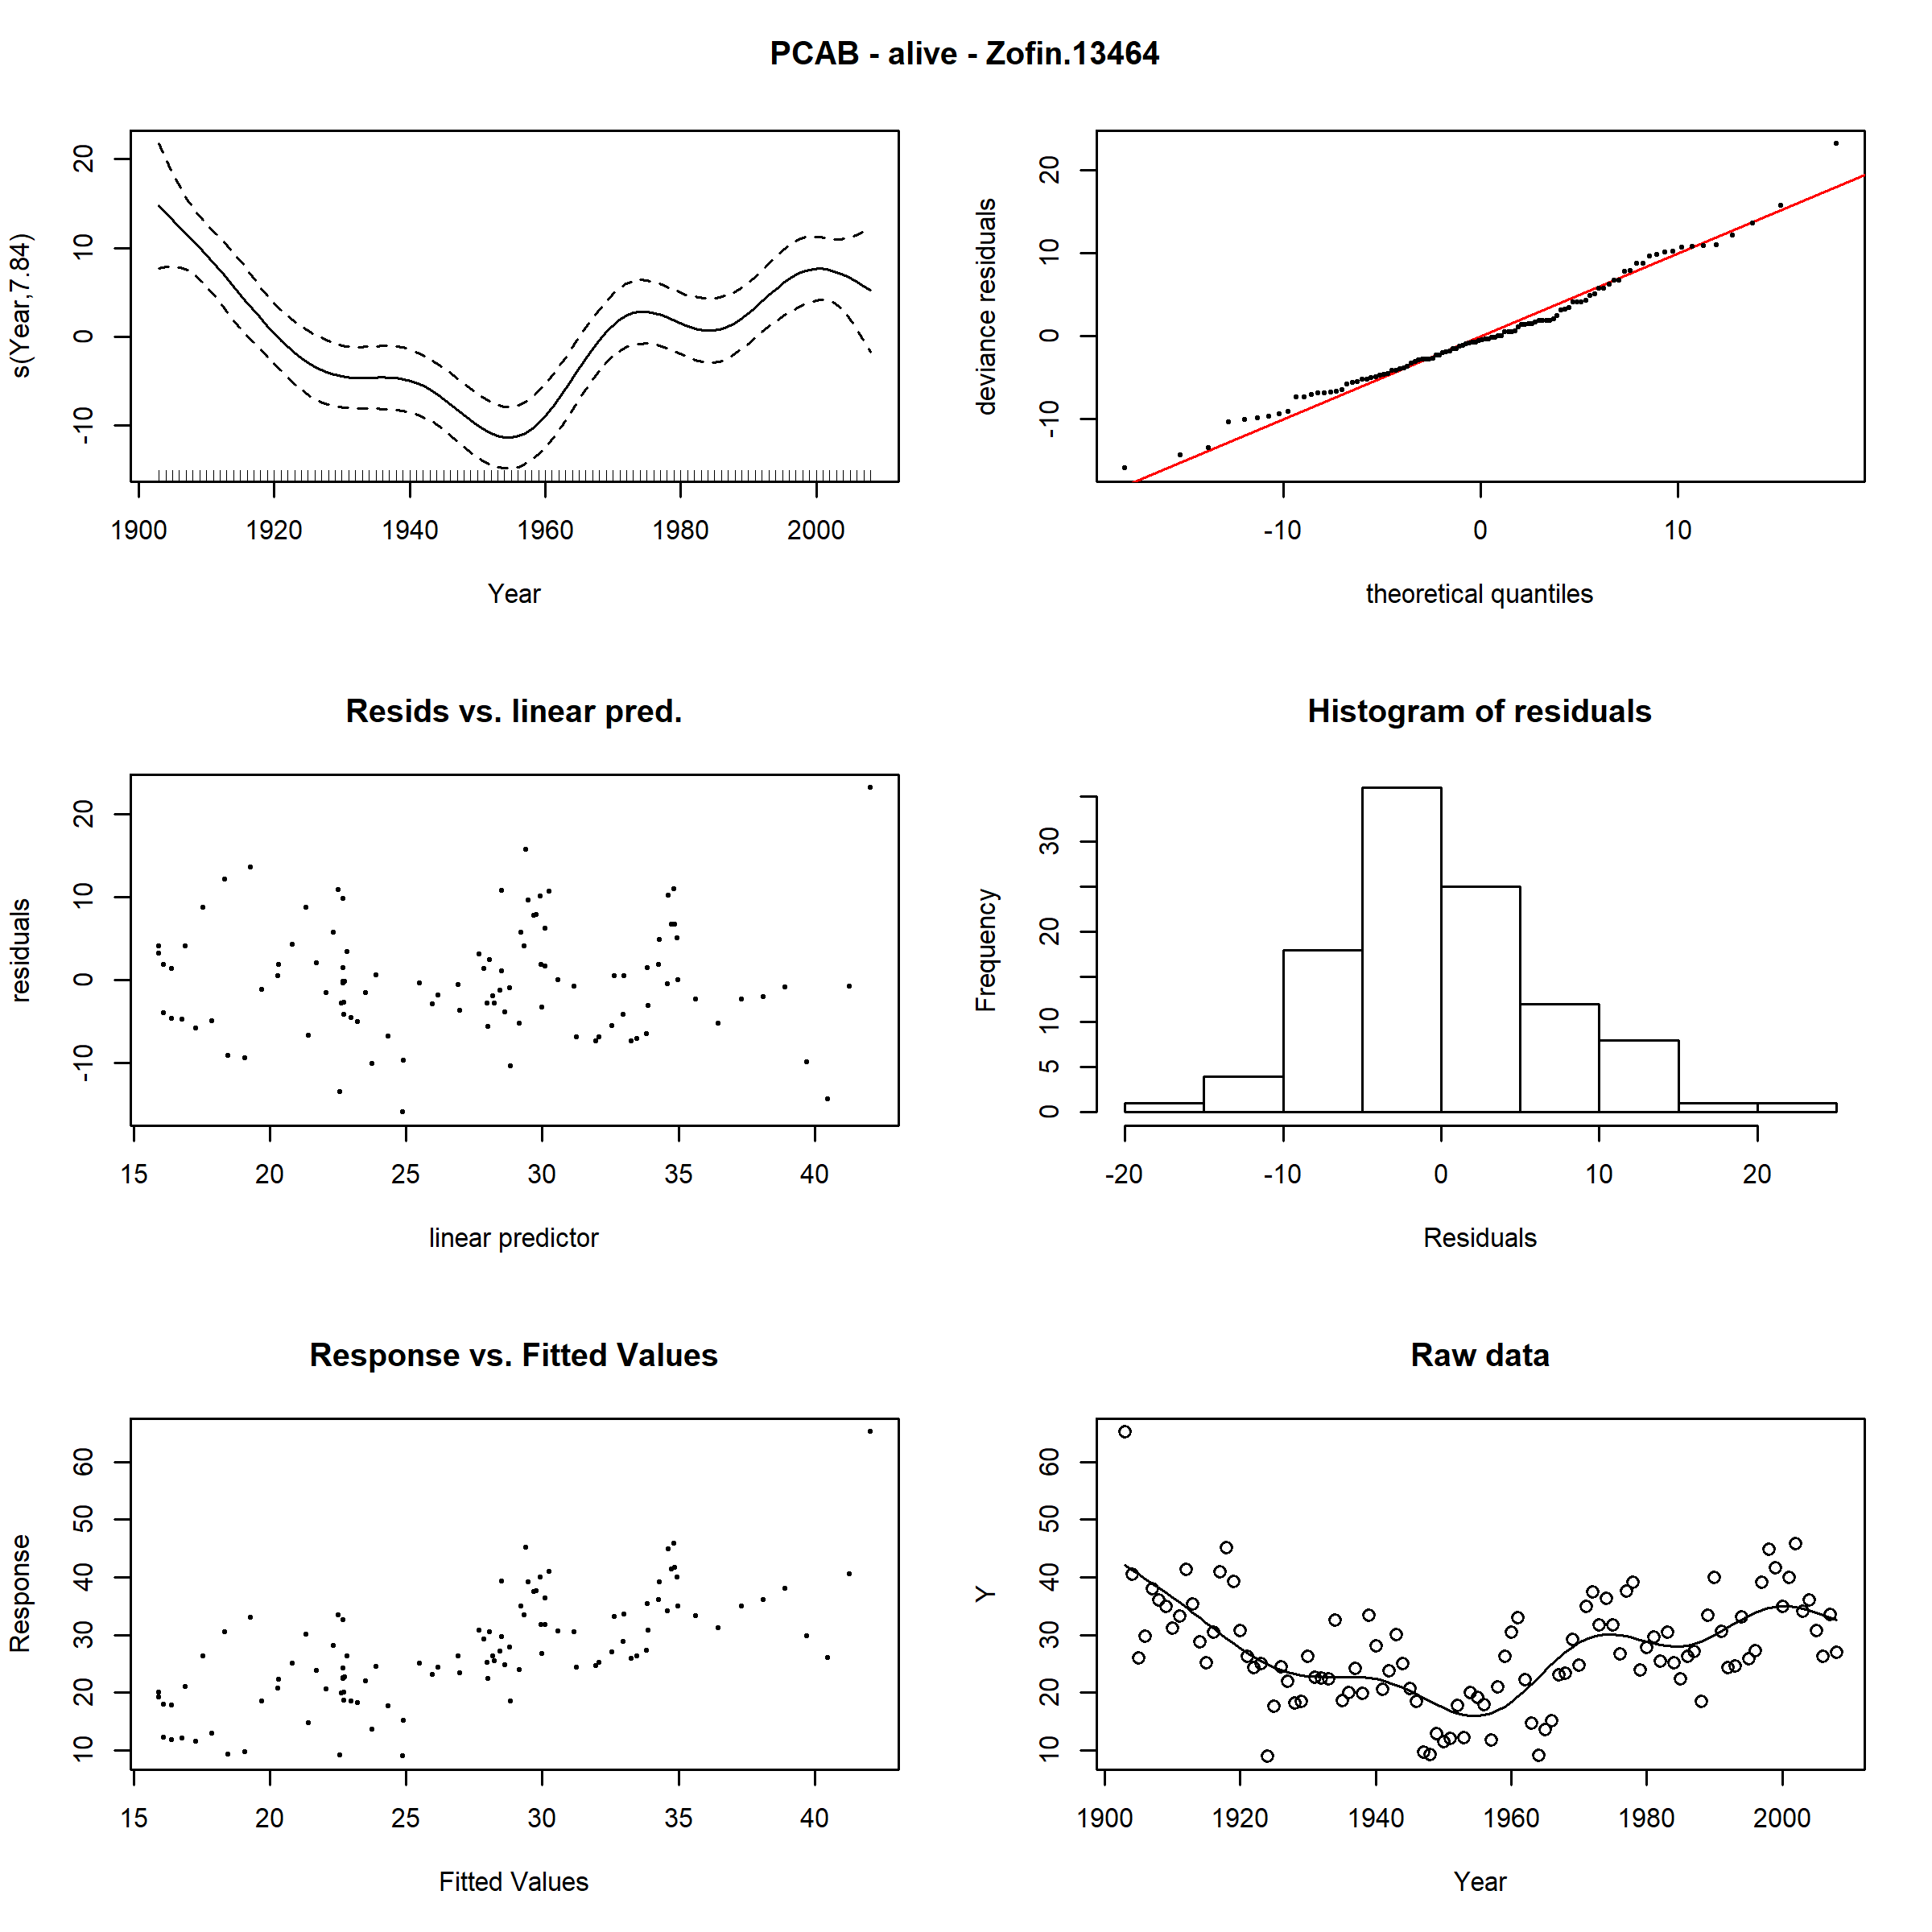 PCAB - alive - Zofin.13464
s(Year,7.84)
-10 0 10 20
1900 1920 1940 1960 1980 2000
Year
deviance residuals
-10 0 10 20
-10 0 10
theoretical quantiles
Resids vs. linear pred.
residuals
-10 0 10 20
15 20 25 30 35 40
linear predictor
Histogram of residuals
Frequency
0 5 10 20 30
-20 -10 0 10 20
Residuals
Response vs. Fitted Values
Response
10 20 30 40 50 60
15 20 25 30 35 40
Fitted Values
Raw data
Y
10 20 30 40 50 60
1900 1920 1940 1960 1980 2000
Year